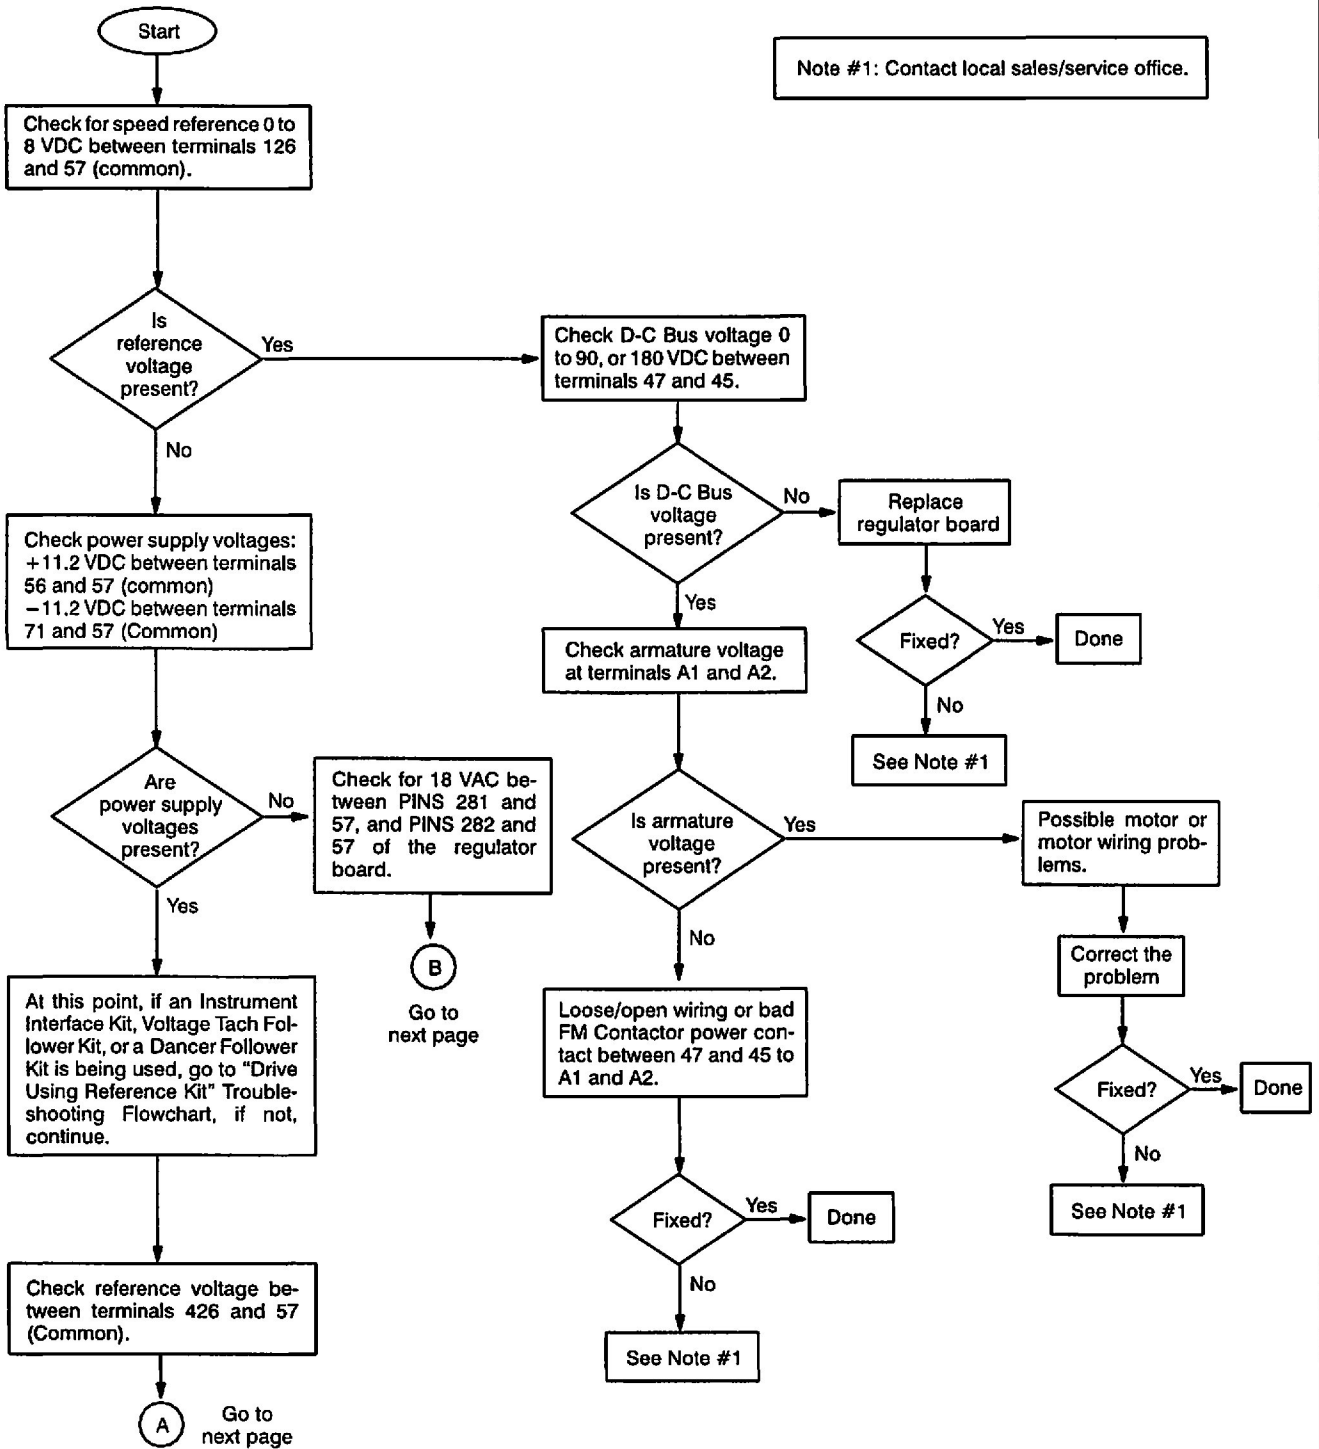 Start
Note #1: Contact local sales/service office.
Check for speed reference 0 to
8 VDC between terminals 126
and 57 (common).
Is
reference
voltage
present?
Yes
No
Check D-C Bus voltage 0
to 90, or 180 VDC between
terminals 47 and 45.
Is D-C Bus
voltage
present?
No
Yes
Replace
regulator board
Fixed?
Yes
Done
No
See Note #1
Check power supply voltages:
+11.2 VDC between terminals
56 and 57 (common)
−11.2 VDC between terminals
71 and 57 (Common)
Check armature voltage
at terminals A1 and A2.
Are
power supply
voltages
present?
No
Yes
Check for 18 VAC be-
tween PINS 281 and
57, and PINS 282 and
57 of the regulator
board.
B
Go to
next page
Is armature
voltage
present?
Yes
No
Possible motor or
motor wiring prob-
lems.
Correct the
problem
Fixed?
Yes
Done
No
See Note #1
At this point, if an Instrument
Interface Kit, Voltage Tach Fol-
lower Kit, or a Dancer Follower
Kit is being used, go to “Drive
Using Reference Kit” Trouble-
shooting Flowchart, if not,
continue.
Loose/open wiring or bad
FM Contactor power con-
tact between 47 and 45 to
A1 and A2.
Fixed?
Yes
Done
No
See Note #1
Check reference voltage be-
tween terminals 426 and 57
(Common).
A
Go to
next page